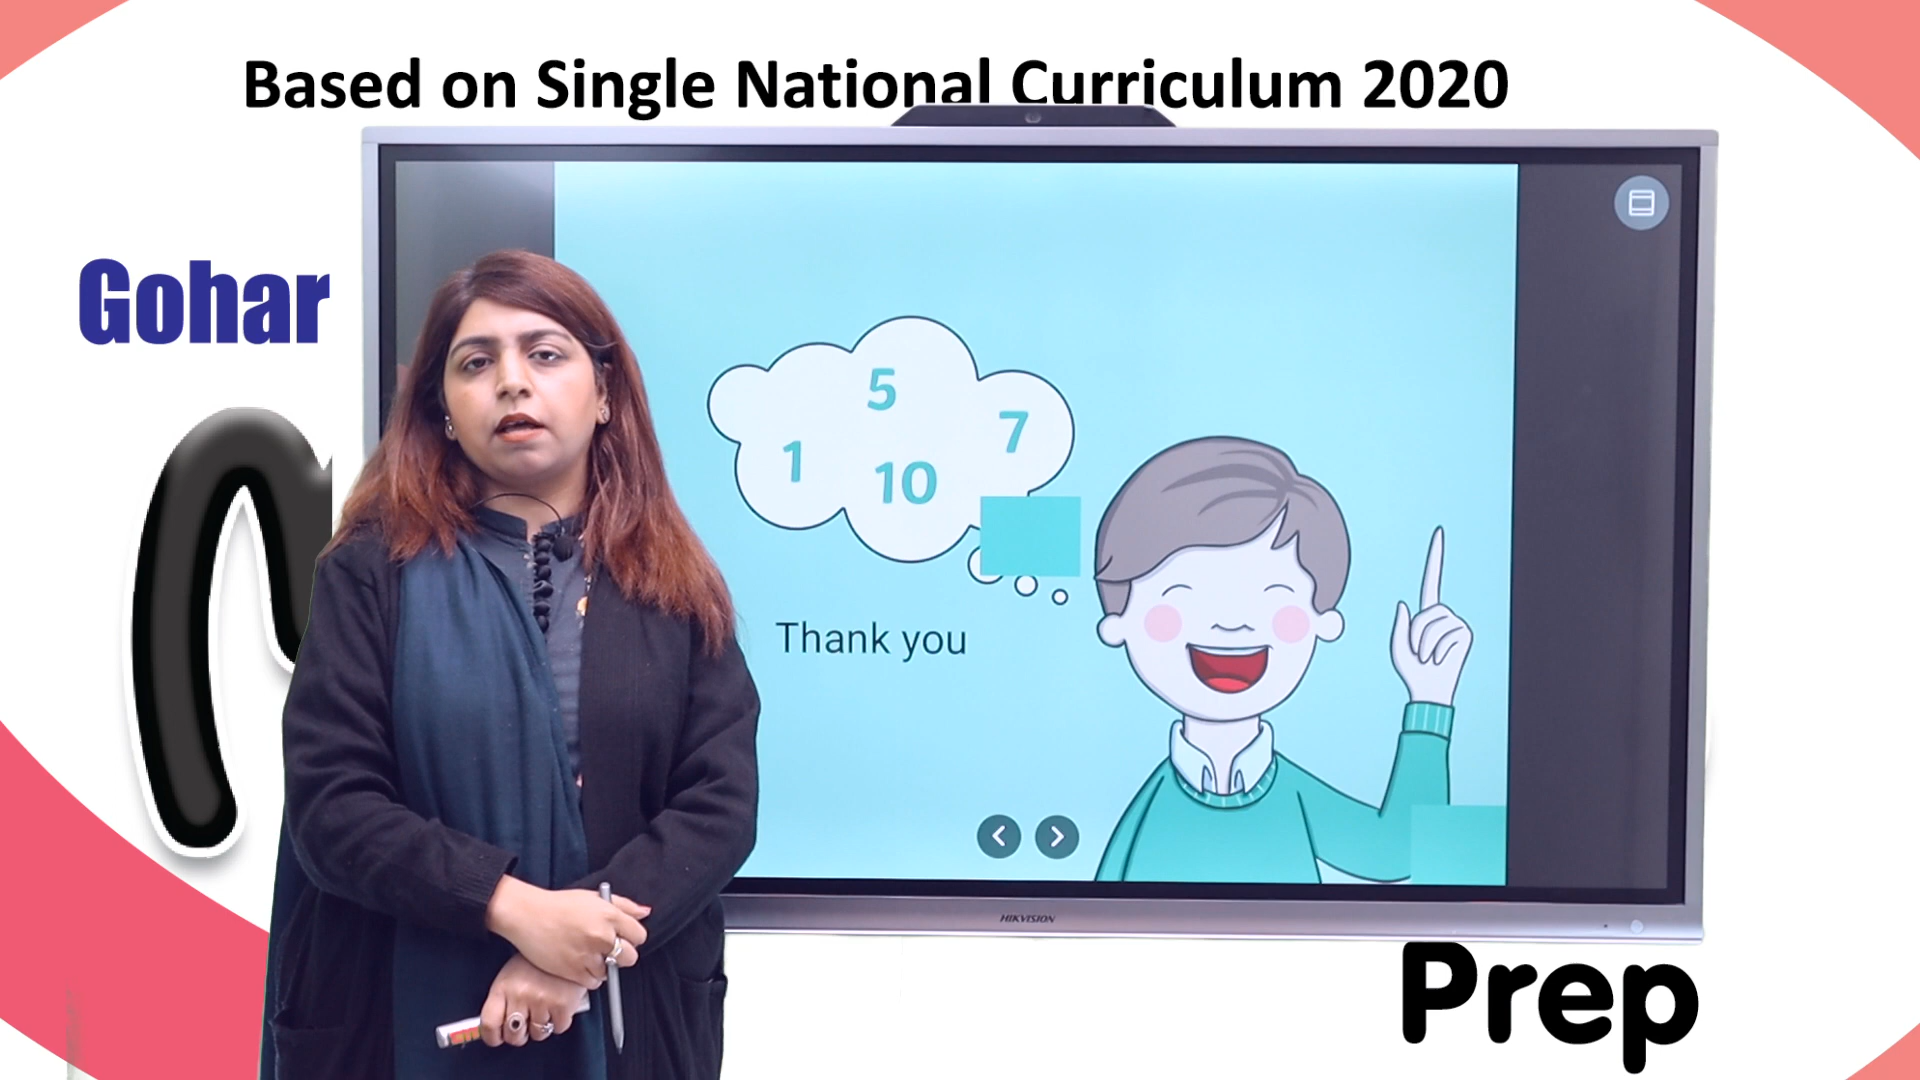 Based on Single National Curriculum 2020
Gohar
5
7
1
10
Thank you
HIKVISION
Prep